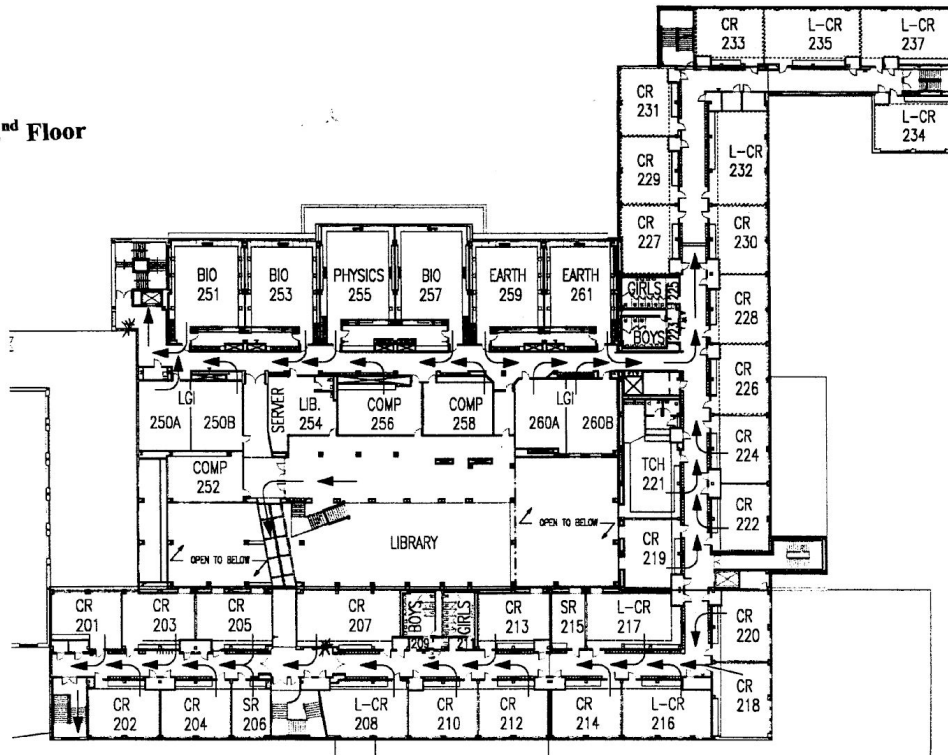 nd Floor
CR 233
L-CR 235
L-CR 237
CR 231
L-CR 234
L-CR 232
CR 229
CR 227
CR 230
BIO 251
BIO 253
PHYSICS 255
BIO 257
EARTH 259
EARTH 261
GIRLS 225
BOYS
CR 228
CR 226
LGI
250A 250B
SERVER
LIB. 254
COMP 256
COMP 258
LGI
260A 260B
CR 224
TCH 221
COMP 252
CR 222
OPEN TO BELOW
OPEN TO BELOW
LIBRARY
CR 219
CR 201
CR 203
CR 205
CR 207
BOYS 209
GIRLS
CR 213
SR 215
L-CR 217
CR 220
CR 202
CR 204
SR 206
L-CR 208
CR 210
CR 212
CR 214
L-CR 216
CR 218